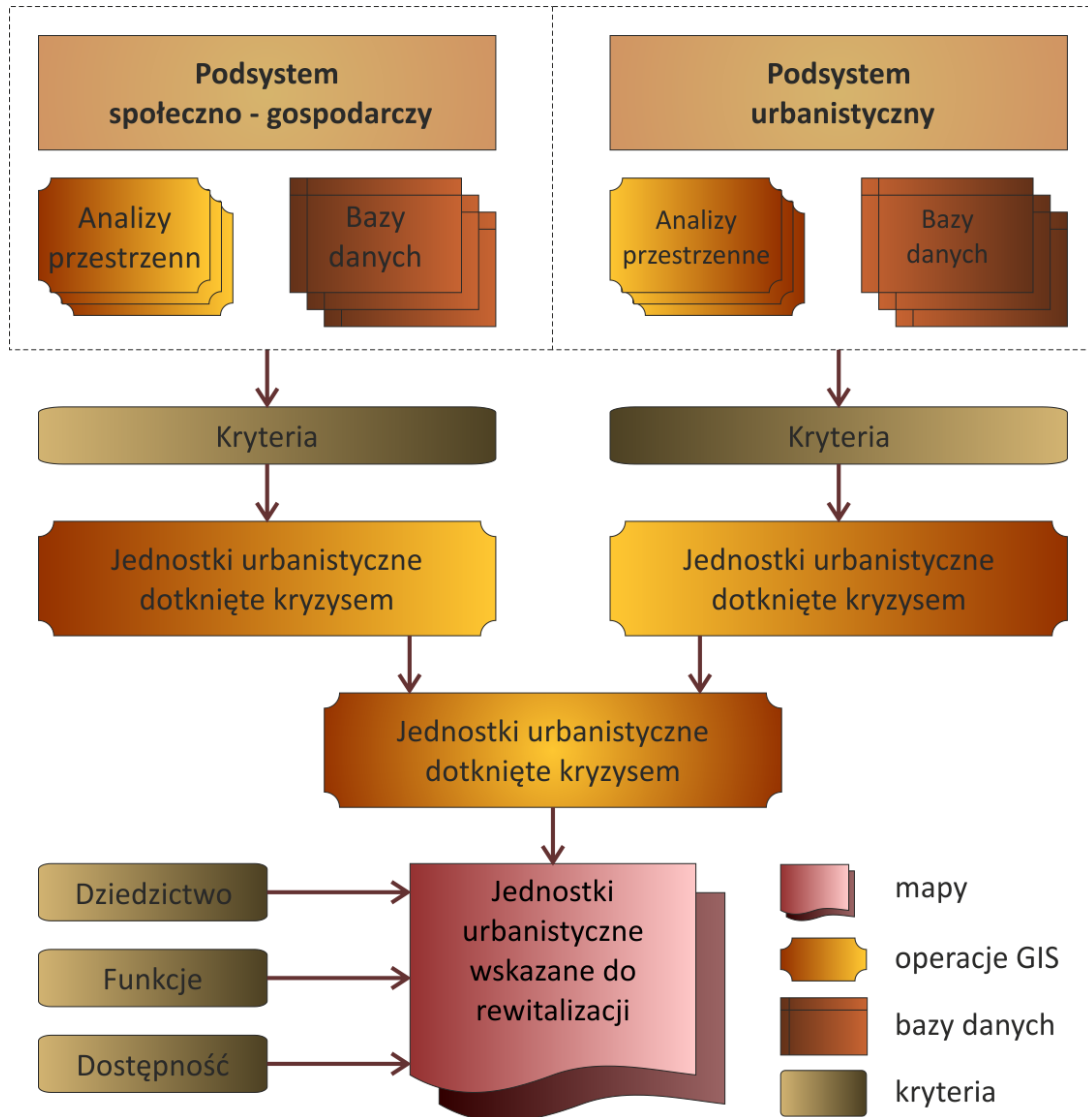 Podsystem
społeczno - gospodarczy
Podsystem
urbanistyczny
Analizy
przestrzenn
Bazy
danych
Analizy
przestrzenne
Bazy
danych
Kryteria
Kryteria
Jednostki urbanistyczne
dotknięte kryzysem
Jednostki urbanistyczne
dotknięte kryzysem
Jednostki urbanistyczne
dotknięte kryzysem
Dziedzictwo
Funkcje
Dostępność
Jednostki
urbanistyczne
wskazane do
rewitalizacji
mapy
operacje GIS
bazy danych
kryteria